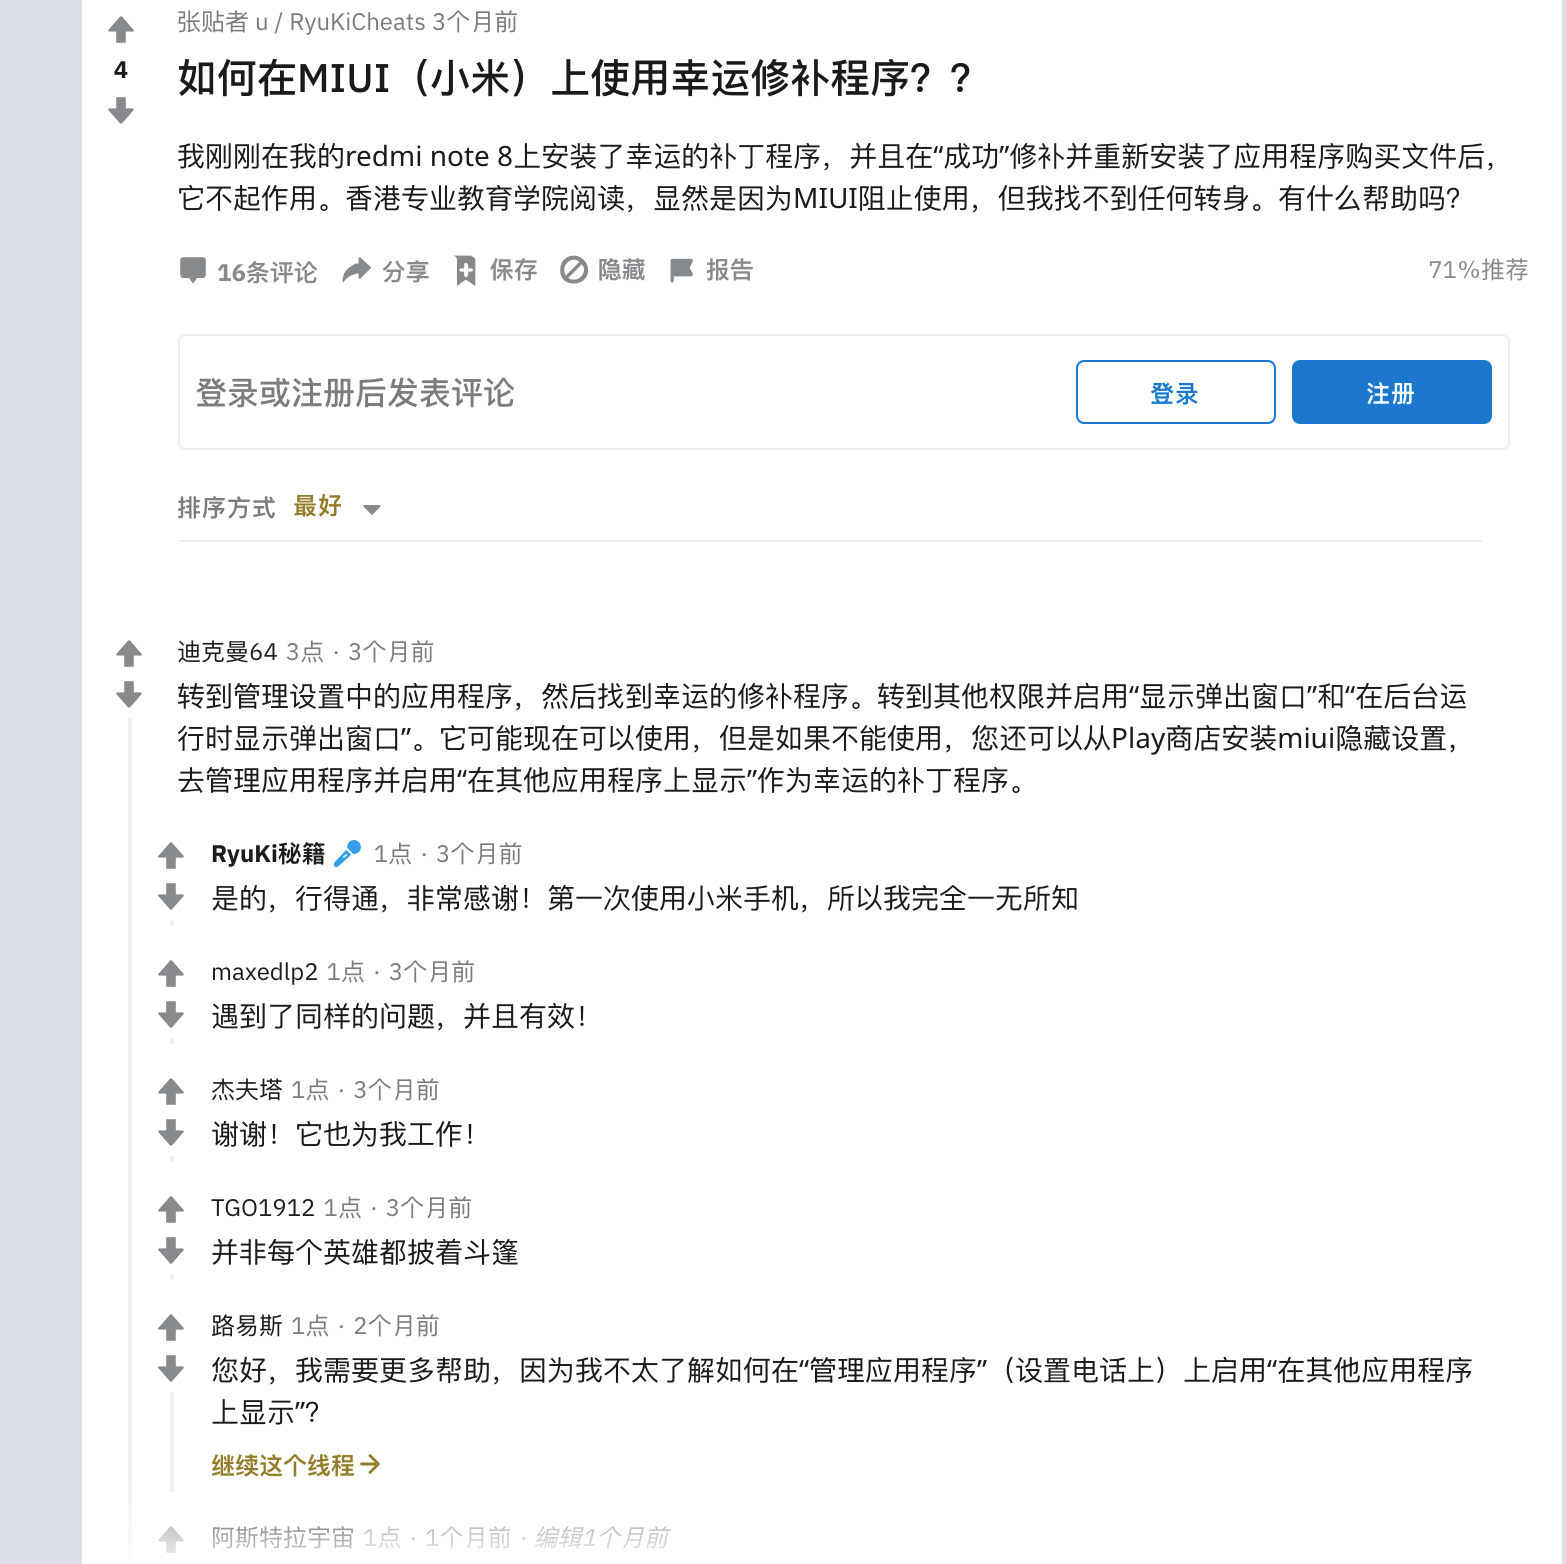 张贴者 u / RyuKiCheats 3个月前
4
如何在MIUI（小米）上使用幸运修补程序？？
我刚刚在我的redmi note 8上安装了幸运的补丁程序，并且在“成功”修补并重新安装了应用程序购买文件后，
它不起作用。香港专业教育学院阅读，显然是因为MIUI阻止使用，但我找不到任何转身。有什么帮助吗？
16条评论 分享 保存 隐藏 报告 71％推荐
登录或注册后发表评论 登录 注册
排序方式 最好
迪克曼64 3点 · 3个月前
转到管理设置中的应用程序，然后找到幸运的修补程序。转到其他权限并启用“显示弹出窗口”和“在后台运
行时显示弹出窗口”。它可能现在可以使用，但是如果不能使用，您还可以从Play商店安装miui隐藏设置，
去管理应用程序并启用“在其他应用程序上显示”作为幸运的补丁程序。
RyuKi秘籍 1点 · 3个月前
是的，行得通，非常感谢！第一次使用小米手机，所以我完全一无所知
maxedlp2 1点 · 3个月前
遇到了同样的问题，并且有效！
杰夫塔 1点 · 3个月前
谢谢！它也为我工作！
TGO1912 1点 · 3个月前
并非每个英雄都披着斗篷
路易斯 1点 · 2个月前
您好，我需要更多帮助，因为我不太了解如何在“管理应用程序”（设置电话上）上启用“在其他应用程序
上显示”？
继续这个线程
阿斯特拉宇宙 1点 · 1个月前 · 编辑1个月前